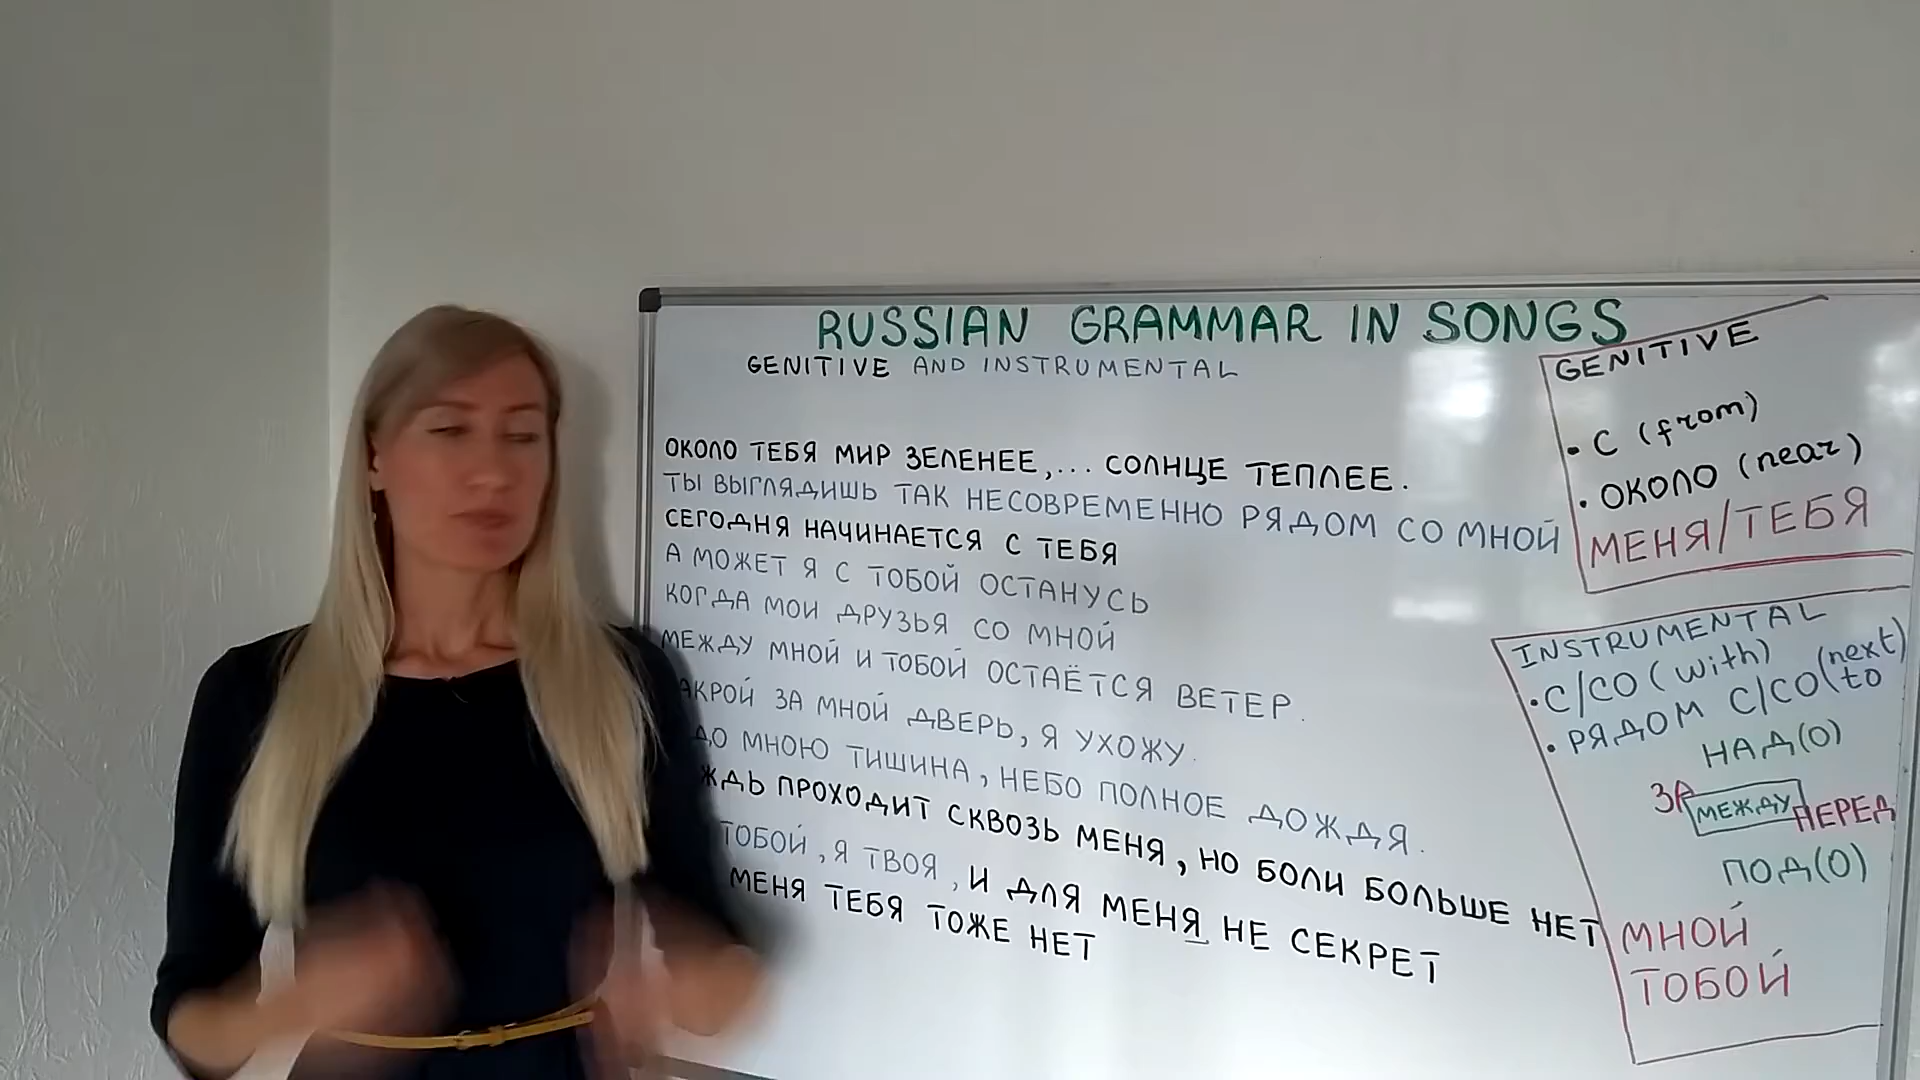 RUSSIAN GRAMMAR IN SONGS
GENITIVE AND INSTRUMENTAL
ОКОЛО ТЕБЯ МИР ЗЕЛЕНЕЕ,... СОЛНЦЕ ТЕПЛЕЕ.
ТЫ ВЫГЛЯДИШЬ ТАК НЕСОВРЕМЕННО РЯДОМ СО МНОЙ
СЕГОДНЯ НАЧИНАЕТСЯ С ТЕБЯ
А МОЖЕТ Я С ТОБОЙ ОСТАНУСЬ
КОГДА МОИ ДРУЗЬЯ СО МНОЙ
МЕЖДУ МНОЙ И ТОБОЙ ОСТАЁТСЯ ВЕТЕР.
АКРОЙ ЗА МНОЙ ДВЕРЬ, Я УХОЖУ.
ДО МНОЮ ТИШИНА, НЕБО ПОЛНОЕ ДОЖДЯ.
ЖДЬ ПРОХОДИТ СКВОЗЬ МЕНЯ, НО БОЛИ БОЛЬШЕ НЕТ
ТОБОЙ, Я ТВОЯ, И ДЛЯ МЕНЯ НЕ СЕКРЕТ
МЕНЯ ТЕБЯ ТОЖЕ НЕТ
GENITIVE
• С (from)
• ОКОЛО (near)
МЕНЯ/ТЕБЯ
INSTRUMENTAL
• С/СО (with)
• РЯДОМ С/СО (next to
НАД(О)
ЗА МЕЖДУ ПЕРЕД
ПОД(О)
МНОЙ
ТОБОЙ